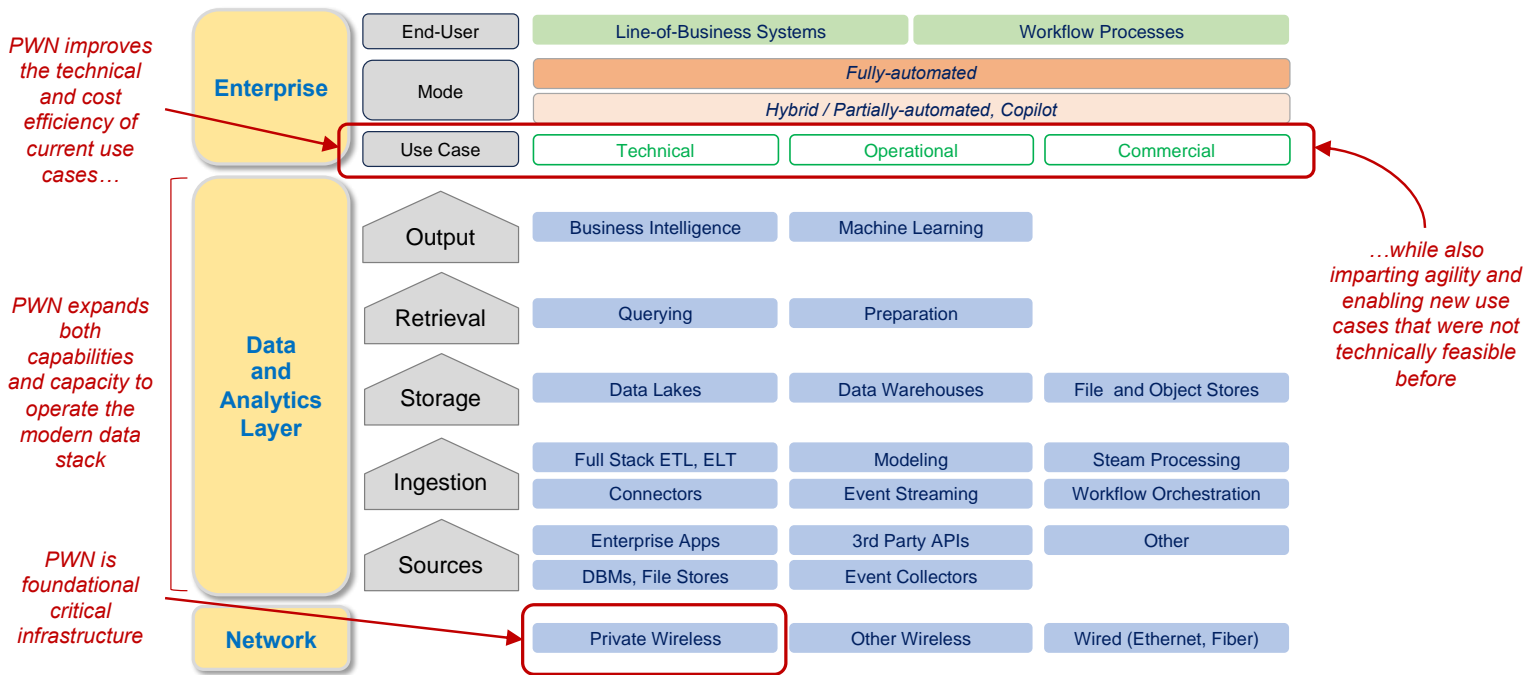 PWN improves
the technical
and cost
efficiency of
current use
cases…
Enterprise
End-User
Line-of-Business Systems
Workflow Processes
Mode
Fully-automated
Hybrid / Partially-automated, Copilot
Use Case
Technical
Operational
Commercial
…while also
imparting agility and
enabling new use
cases that were not
technically feasible
before
PWN expands
both
capabilities
and capacity to
operate the
modern data
stack
Data
and
Analytics
Layer
Output
Business Intelligence
Machine Learning
Retrieval
Querying
Preparation
Storage
Data Lakes
Data Warehouses
File and Object Stores
Ingestion
Full Stack ETL, ELT
Modeling
Steam Processing
Connectors
Event Streaming
Workflow Orchestration
Sources
Enterprise Apps
3rd Party APIs
Other
DBMs, File Stores
Event Collectors
PWN is
foundational
critical
infrastructure
Network
Private Wireless
Other Wireless
Wired (Ethernet, Fiber)